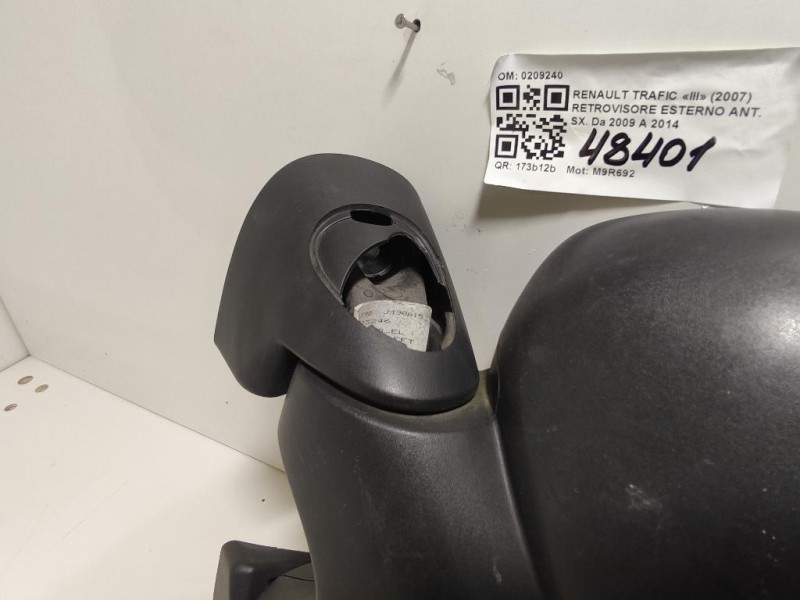 OM: 0209240
RENAULT TRAFIC «III» (2007)
RETROVISORE ESTERNO ANT.
SX. Da 2009 A 2014
48401
QR: 173b12b Mot: M9R692